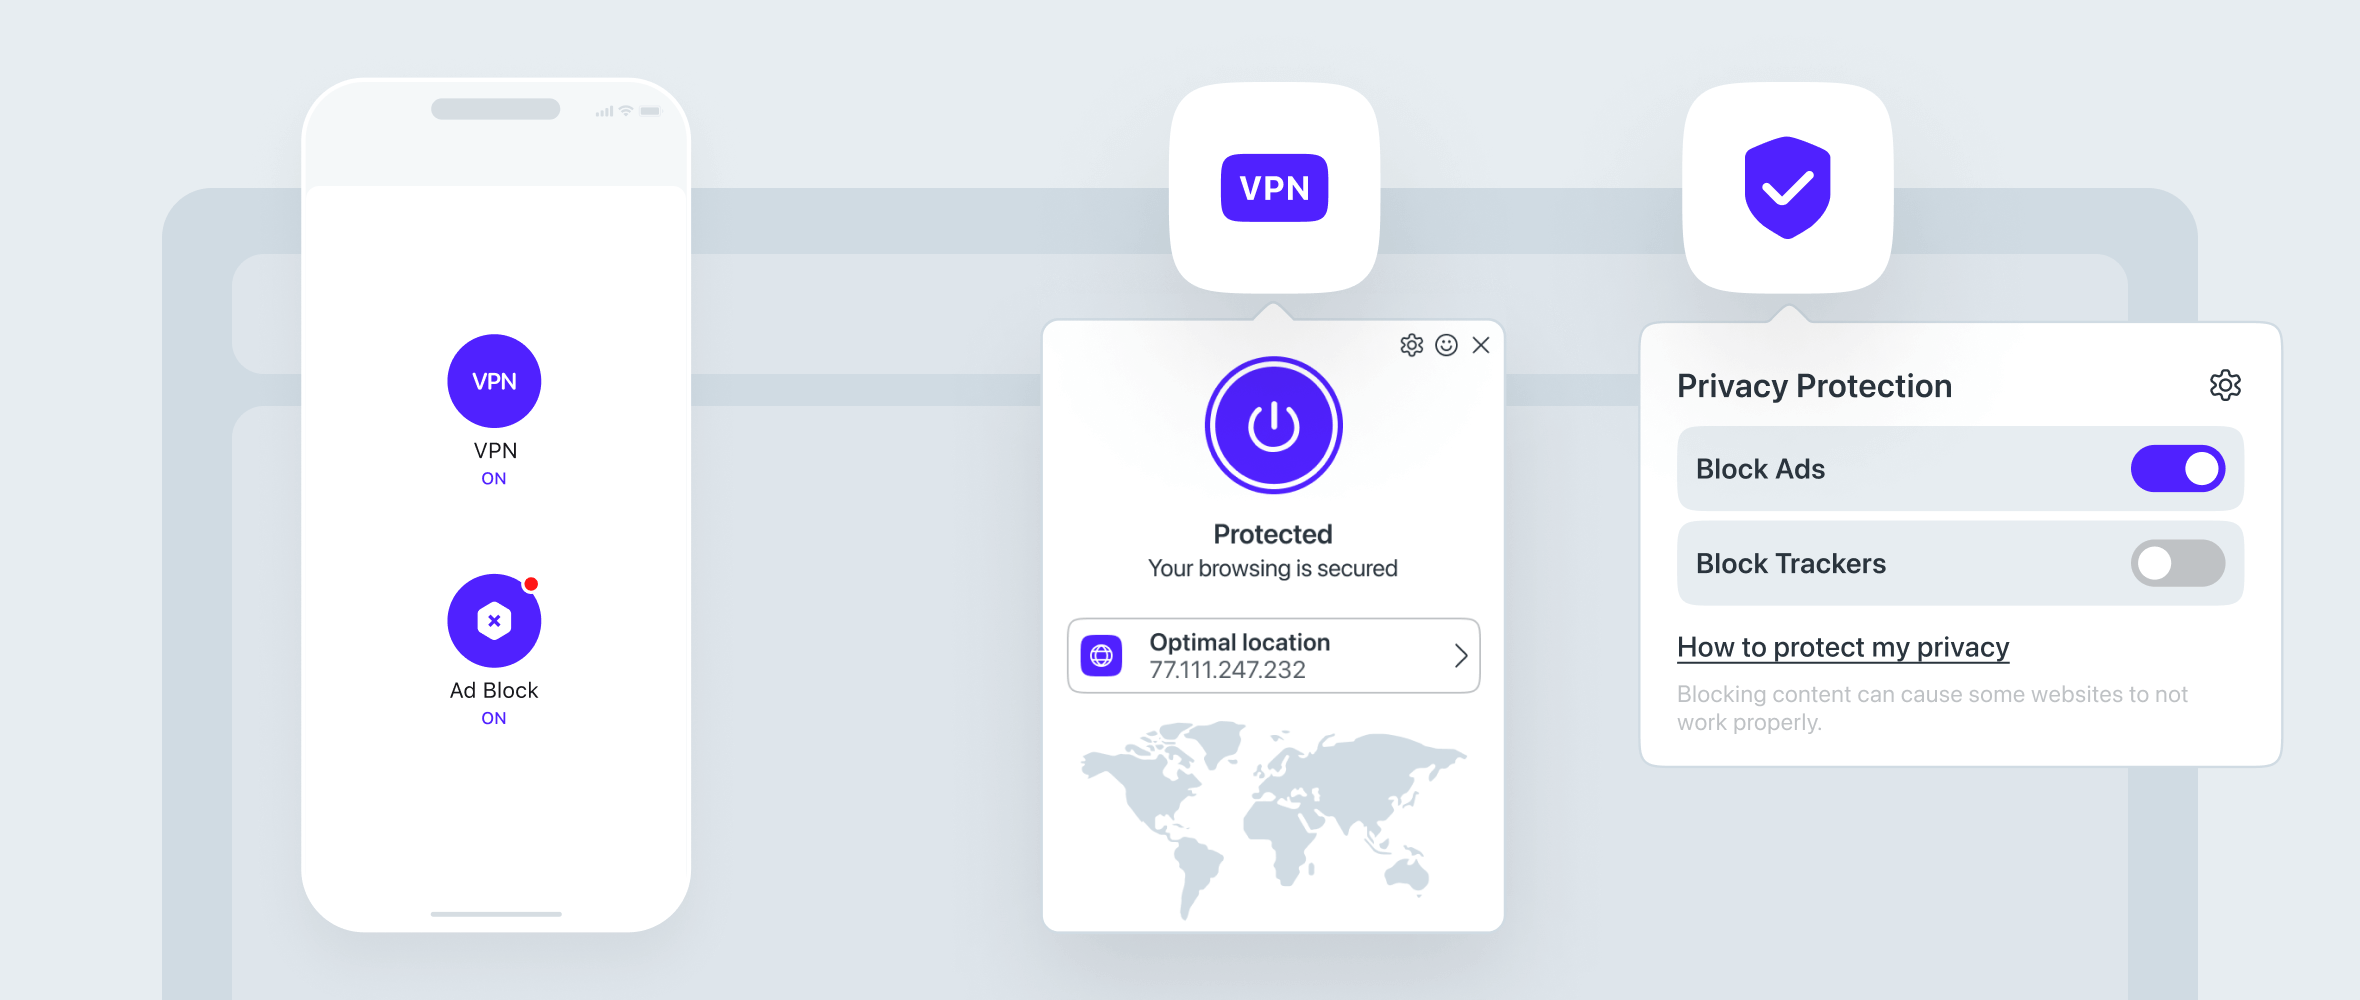 VPN
VPN
ON
Ad Block
ON
VPN
Protected
Your browsing is secured
Optimal location
77.111.247.232
Privacy Protection
Block Ads
Block Trackers
How to protect my privacy
Blocking content can cause some websites to not
work properly.